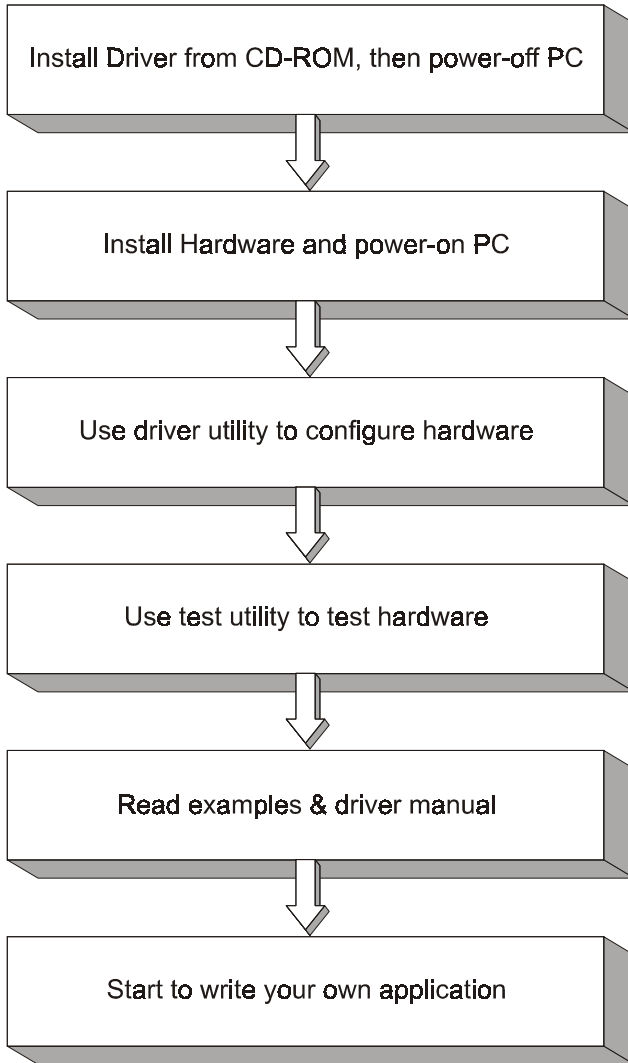 Install Driver from CD-ROM, then power-off PC
Install Hardware and power-on PC
Use driver utility to configure hardware
Use test utility to test hardware
Read examples & driver manual
Start to write your own application